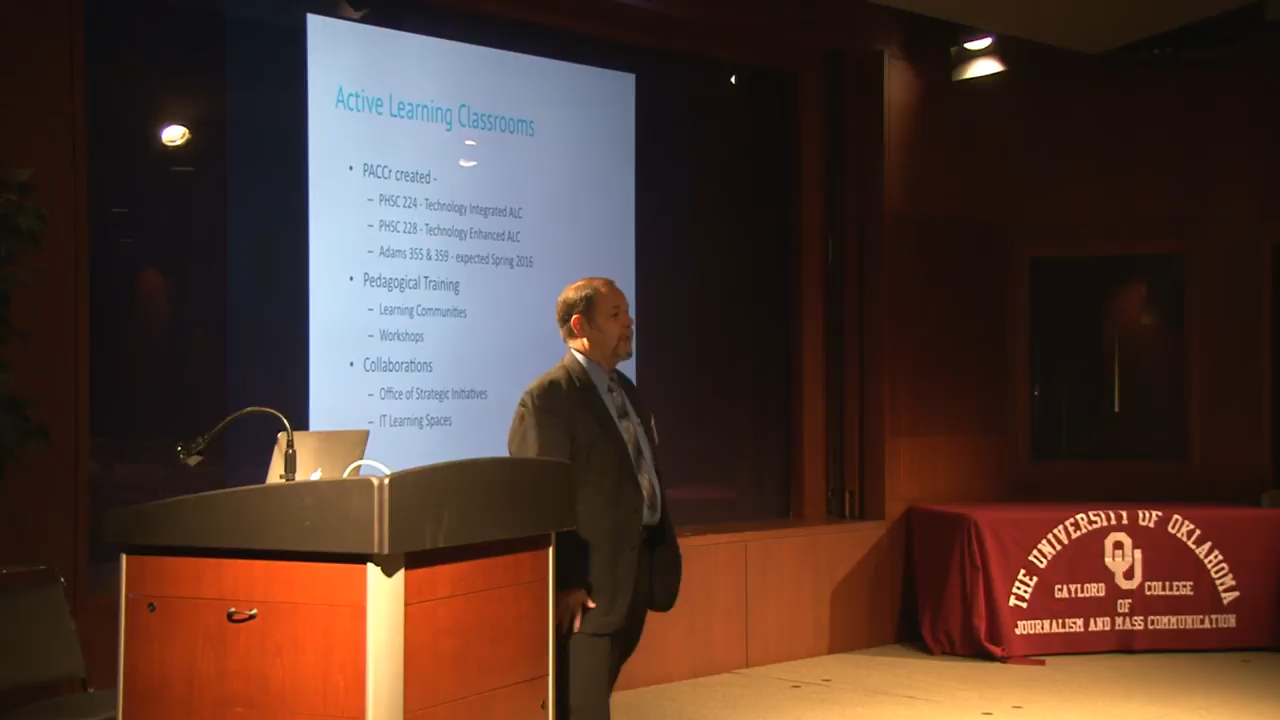 Active Learning Classrooms
• PACCr created -
– PHSC 224 - Technology Integrated ALC
– PHSC 228 - Technology Enhanced ALC
– Adams 355 & 359 - expected Spring 2016
• Pedagogical Training
– Learning Communities
– Workshops
• Collaborations
– Office of Strategic Initiatives
– IT Learning Spaces
THE UNIVERSITY OF OKLAHOMA
OU
GAYLORD COLLEGE
OF
JOURNALISM AND MASS COMMUNICATION